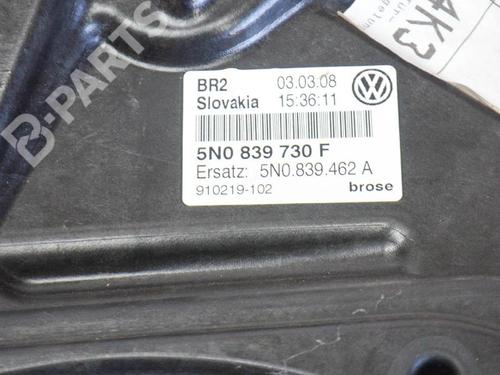 BR2 03.03.08
Slovakia 15:36:11
5N0 839 730 F
Ersatz: 5N0.839.462 A
910219-102 brose
4K3
B-PARTS